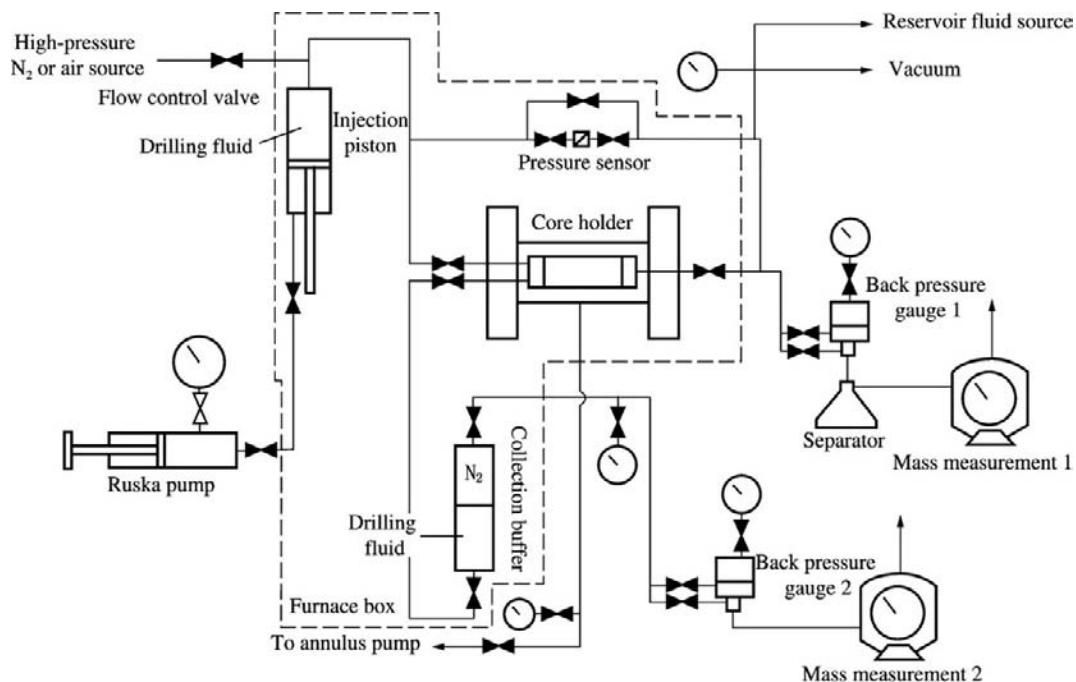 High-pressure
N₂ or air source
Flow control valve
Drilling fluid
Injection
piston
Reservoir fluid source
Vacuum
Pressure sensor
Core holder
Back pressure
gauge 1
Separator
Mass measurement 1
Ruska pump
N₂
Collection buffer
Drilling
fluid
Back pressure
gauge 2
Furnace box
To annulus pump
Mass measurement 2